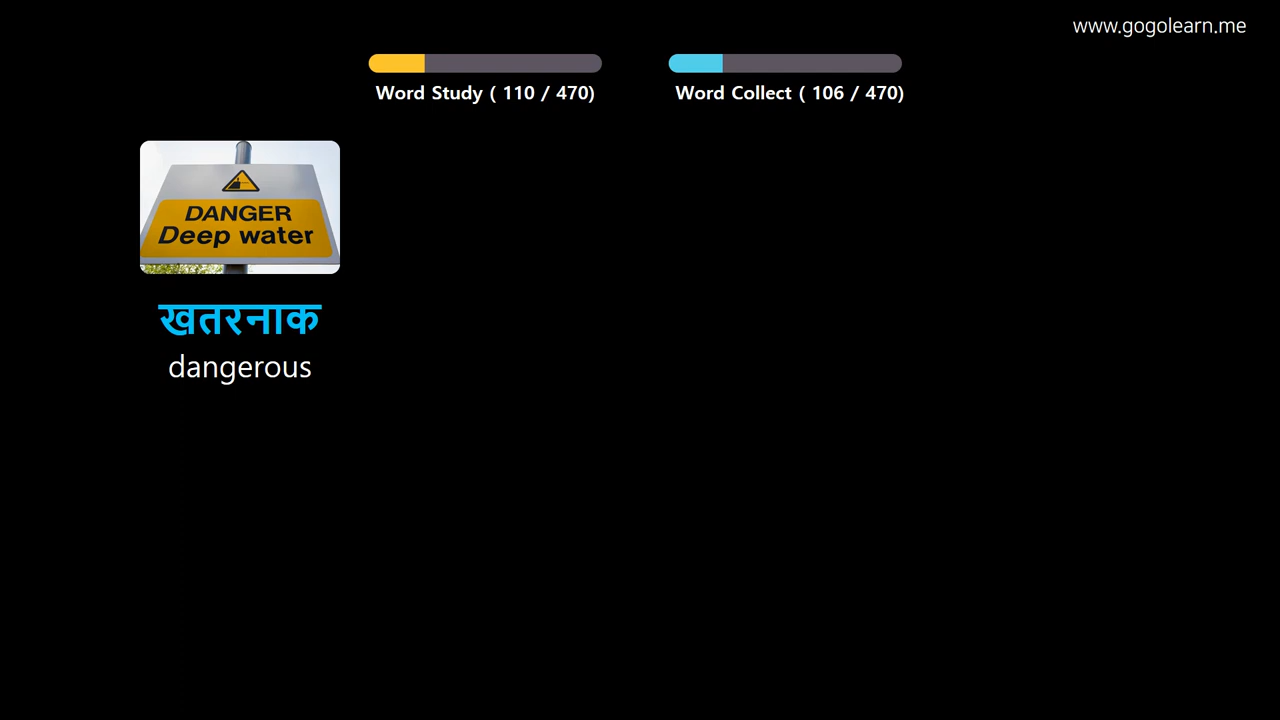 www.gogolearn.me
Word Study ( 110 / 470)
Word Collect ( 106 / 470)
DANGER
Deep water
खतरनाक
dangerous